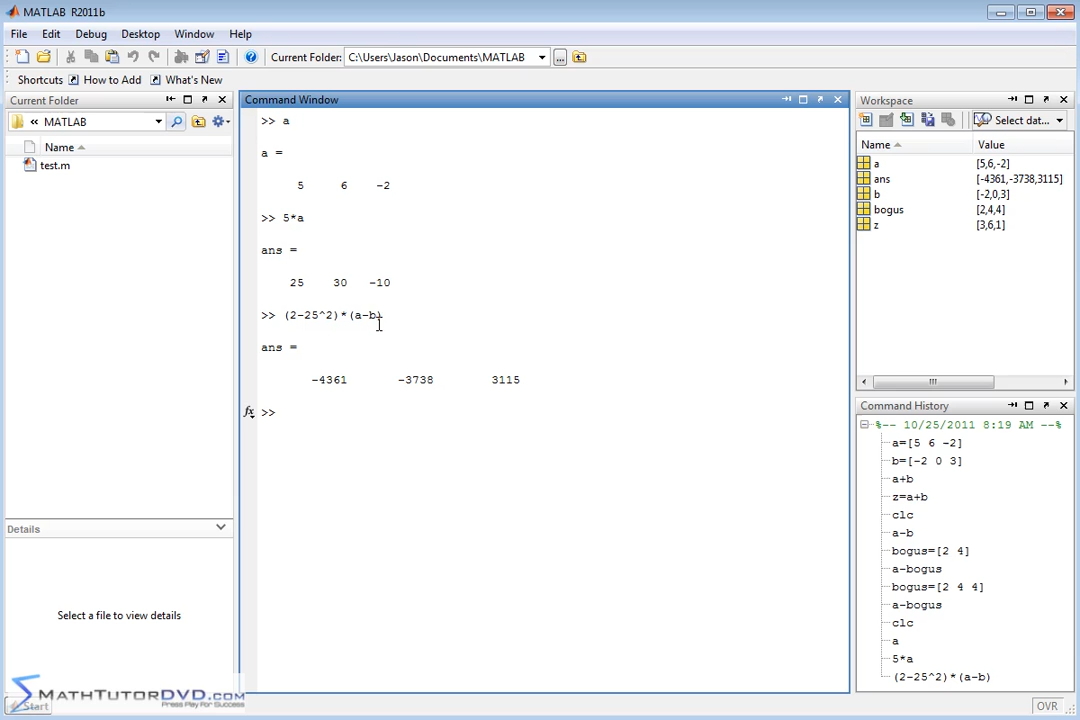 MATLAB R2011b
File Edit Debug Desktop Window Help
Current Folder: C:\Users\Jason\Documents\MATLAB
Shortcuts How to Add What's New
Current Folder
« MATLAB
Name
test.m
Details
Select a file to view details
Start
MATHTUTORDVD.COM
Press Play For Success
Command Window
>> a
a =
5 6 -2
>> 5*a
ans =
25 30 -10
>> (2-25^2)*(a-b)
ans =
-4361 -3738 3115
fx >>
Workspace
Select dat...
Name Value
a [5,6,-2]
ans [-4361,-3738,3115]
b [-2,0,3]
bogus [2,4,4]
z [3,6,1]
Command History
%-- 10/25/2011 8:19 AM --%
a=[5 6 -2]
b=[-2 0 3]
a+b
z=a+b
clc
a-b
bogus=[2 4]
a-bogus
bogus=[2 4 4]
a-bogus
clc
a
5*a
(2-25^2)*(a-b)
OVR